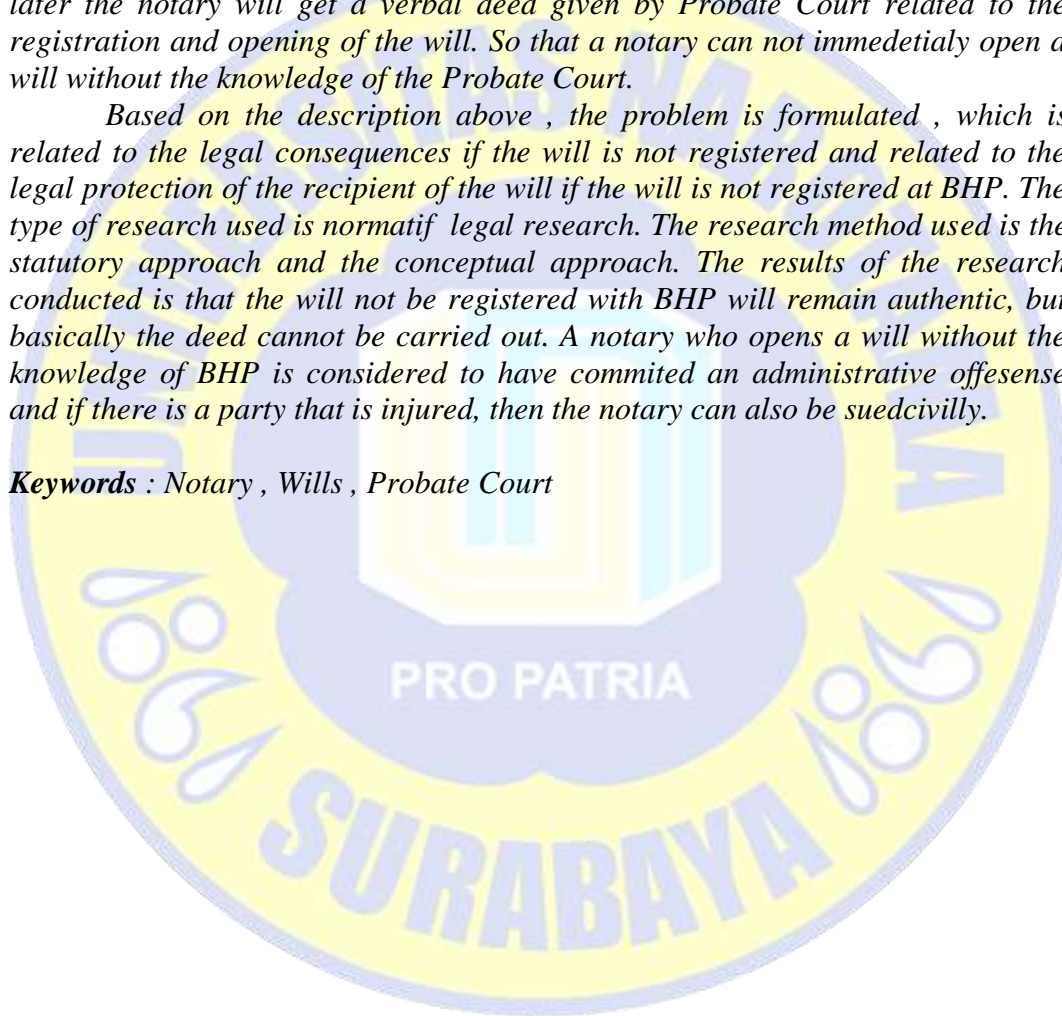 later the notary will get a verbal deed given by Probate Court related to the
registration and opening of the will. So that a notary can not immedetialy open a
will without the knowledge of the Probate Court.
Based on the description above , the problem is formulated , which is
related to the legal consequences if the will is not registered and related to the
legal protection of the recipient of the will if the will is not registered at BHP. The
type of research used is normatif legal research. The research method used is the
statutory approach and the conceptual approach. The results of the research
conducted is that the will not be registered with BHP will remain authentic, but
basically the deed cannot be carried out. A notary who opens a will without the
knowledge of BHP is considered to have commited an administrative offesense
and if there is a party that is injured, then the notary can also be suedcivilly.
Keywords : Notary , Wills , Probate Court
UNIVERSITAS NAROTAMA
PRO PATRIA
SURABAYA